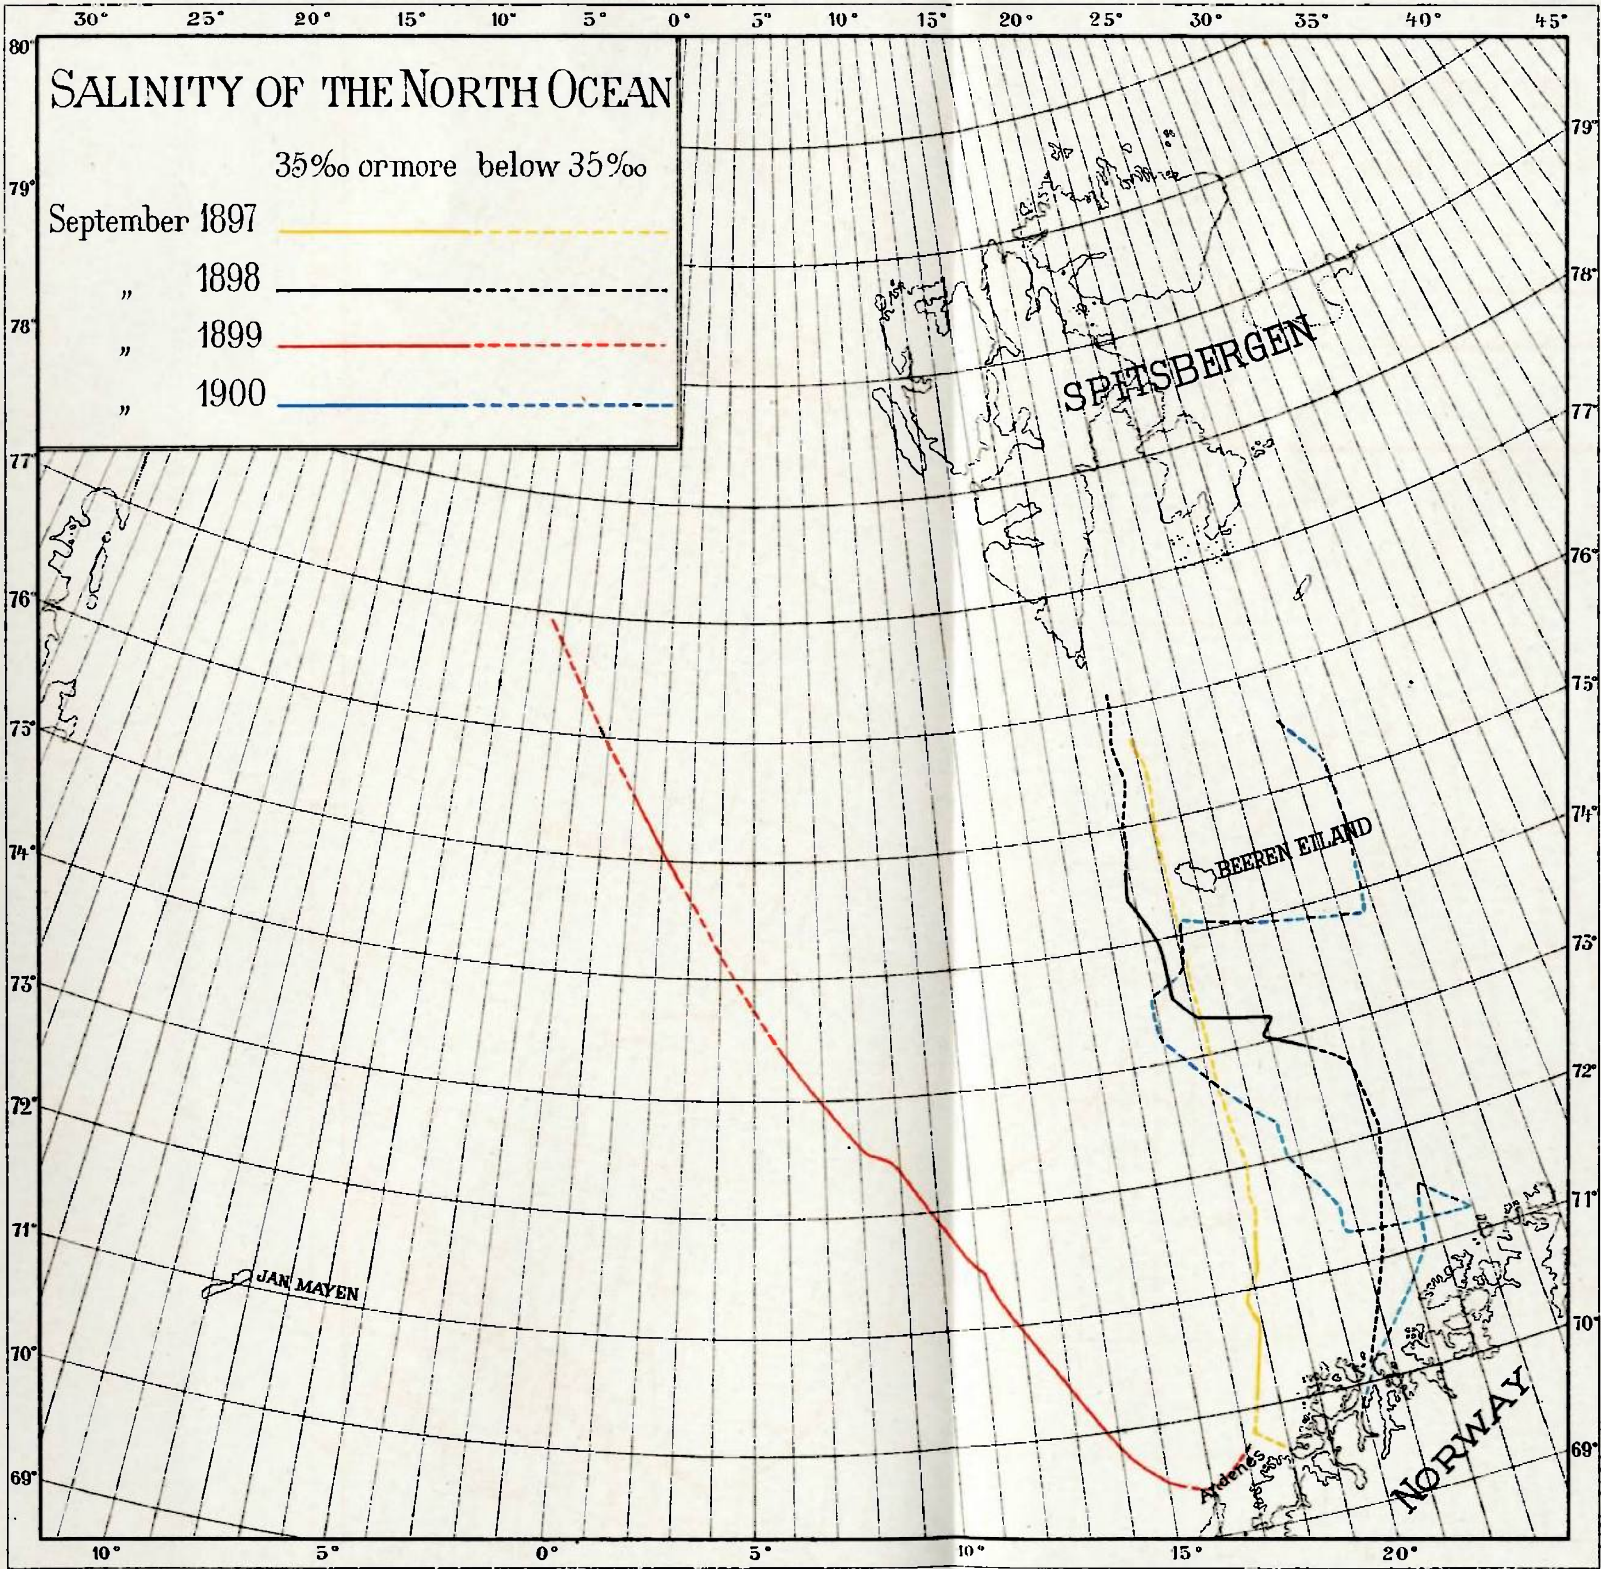 30° 25° 20° 15° 10° 5° 0° 5° 10° 15° 20° 25° 30° 35° 40° 45°
80°
SALINITY OF THE NORTH OCEAN
35‰ or more below 35‰
September 1897
„ 1898
„ 1899
„ 1900
79°
78°
77°
76°
75°
74°
73°
72°
71°
70°
69°
79°
78°
77°
76°
75°
74°
73°
72°
71°
70°
69°
SPITSBERGEN
BEEREN EILAND
JAN MAYEN
NORWAY
Andenes
10° 5° 0° 5° 10° 15° 20°